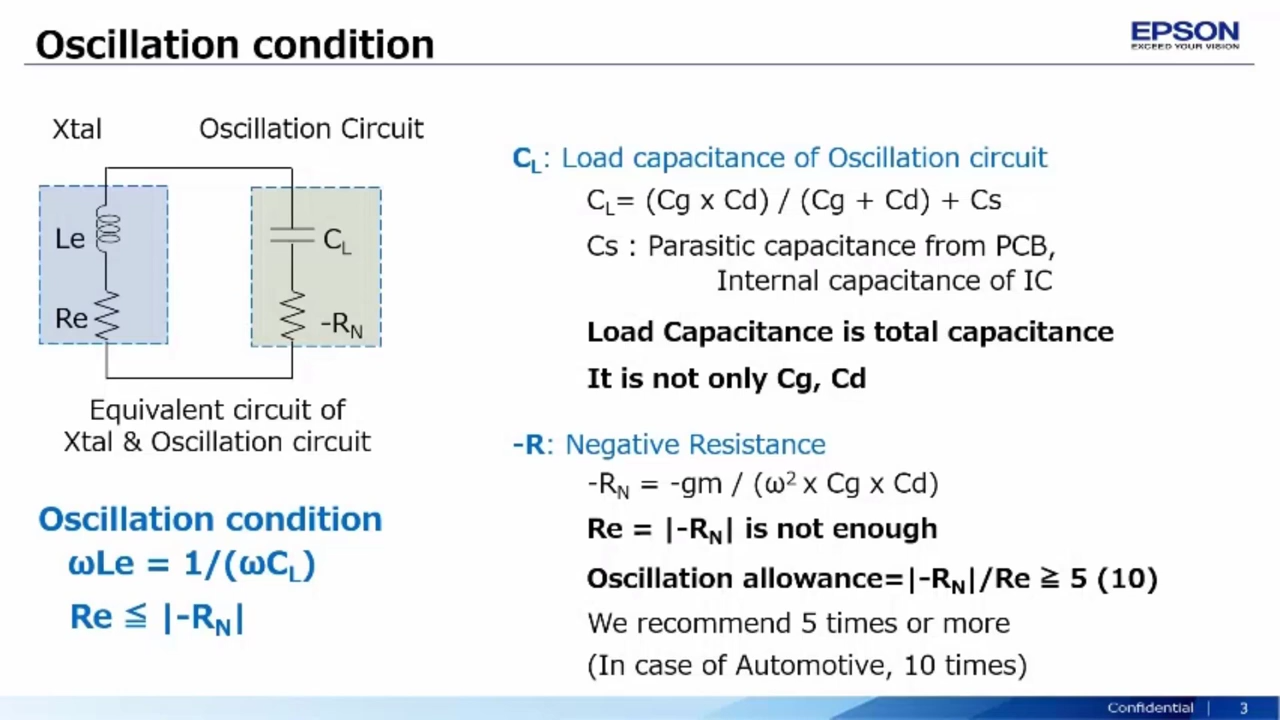 Oscillation condition
EPSON
EXCEED YOUR VISION
Xtal
Oscillation Circuit
Le
Re
CL
-RN
Equivalent circuit of
Xtal & Oscillation circuit
Oscillation condition
ωLe = 1/(ωCL)
Re ≦ |-RN|
CL: Load capacitance of Oscillation circuit
CL= (Cg x Cd) / (Cg + Cd) + Cs
Cs : Parasitic capacitance from PCB,
Internal capacitance of IC
Load Capacitance is total capacitance
It is not only Cg, Cd
-R: Negative Resistance
-RN = -gm / (ω² x Cg x Cd)
Re = |-RN| is not enough
Oscillation allowance=|-RN|/Re ≧ 5 (10)
We recommend 5 times or more
(In case of Automotive, 10 times)
Confidential | 3